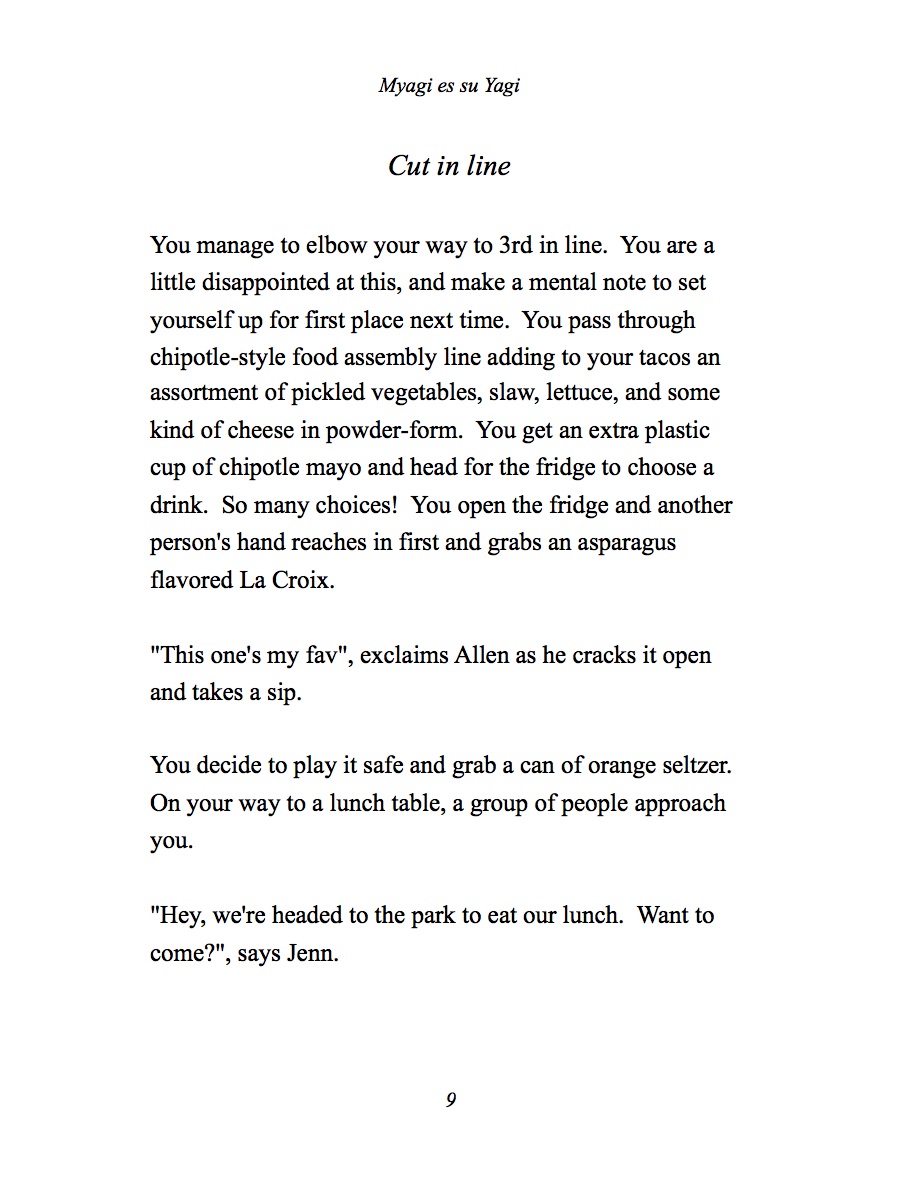 Myagi es su Yagi
Cut in line
You manage to elbow your way to 3rd in line.  You are a
little disappointed at this, and make a mental note to set
yourself up for first place next time.  You pass through
chipotle-style food assembly line adding to your tacos an
assortment of pickled vegetables, slaw, lettuce, and some
kind of cheese in powder-form.  You get an extra plastic
cup of chipotle mayo and head for the fridge to choose a
drink.  So many choices!  You open the fridge and another
person's hand reaches in first and grabs an asparagus
flavored La Croix.
"This one's my fav", exclaims Allen as he cracks it open
and takes a sip.
You decide to play it safe and grab a can of orange seltzer.
On your way to a lunch table, a group of people approach
you.
"Hey, we're headed to the park to eat our lunch.  Want to
come?", says Jenn.
9